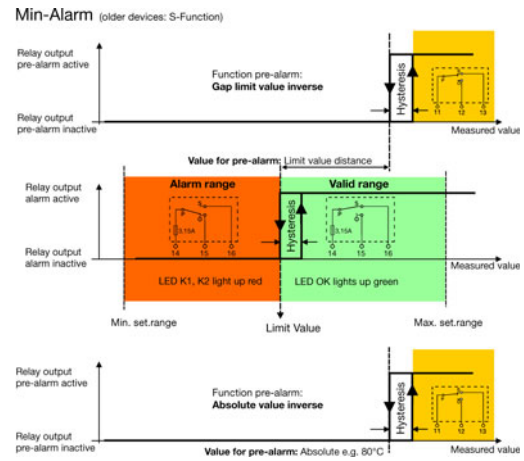 Min-Alarm (older devices: S-Function)
Relay output
pre-alarm active
Function pre-alarm:
Gap limit value inverse
Hysteresis
11 12 13
Relay output
pre-alarm inactive
Measured value
Value for pre-alarm: Limit value distance
Relay output
alarm active
Alarm range
Valid range
3,15A
14 15 16
Hysteresis
14 15 16
Relay output
alarm inactive
Measured value
LED K1, K2 light up red
LED OK lights up green
Min. set.range
Limit Value
Max. set.range
Relay output
pre-alarm active
Function pre-alarm:
Absolute value inverse
Hysteresis
11 12 13
Relay output
pre-alarm inactive
Measured value
Value for pre-alarm: Absolute e.g. 80°C